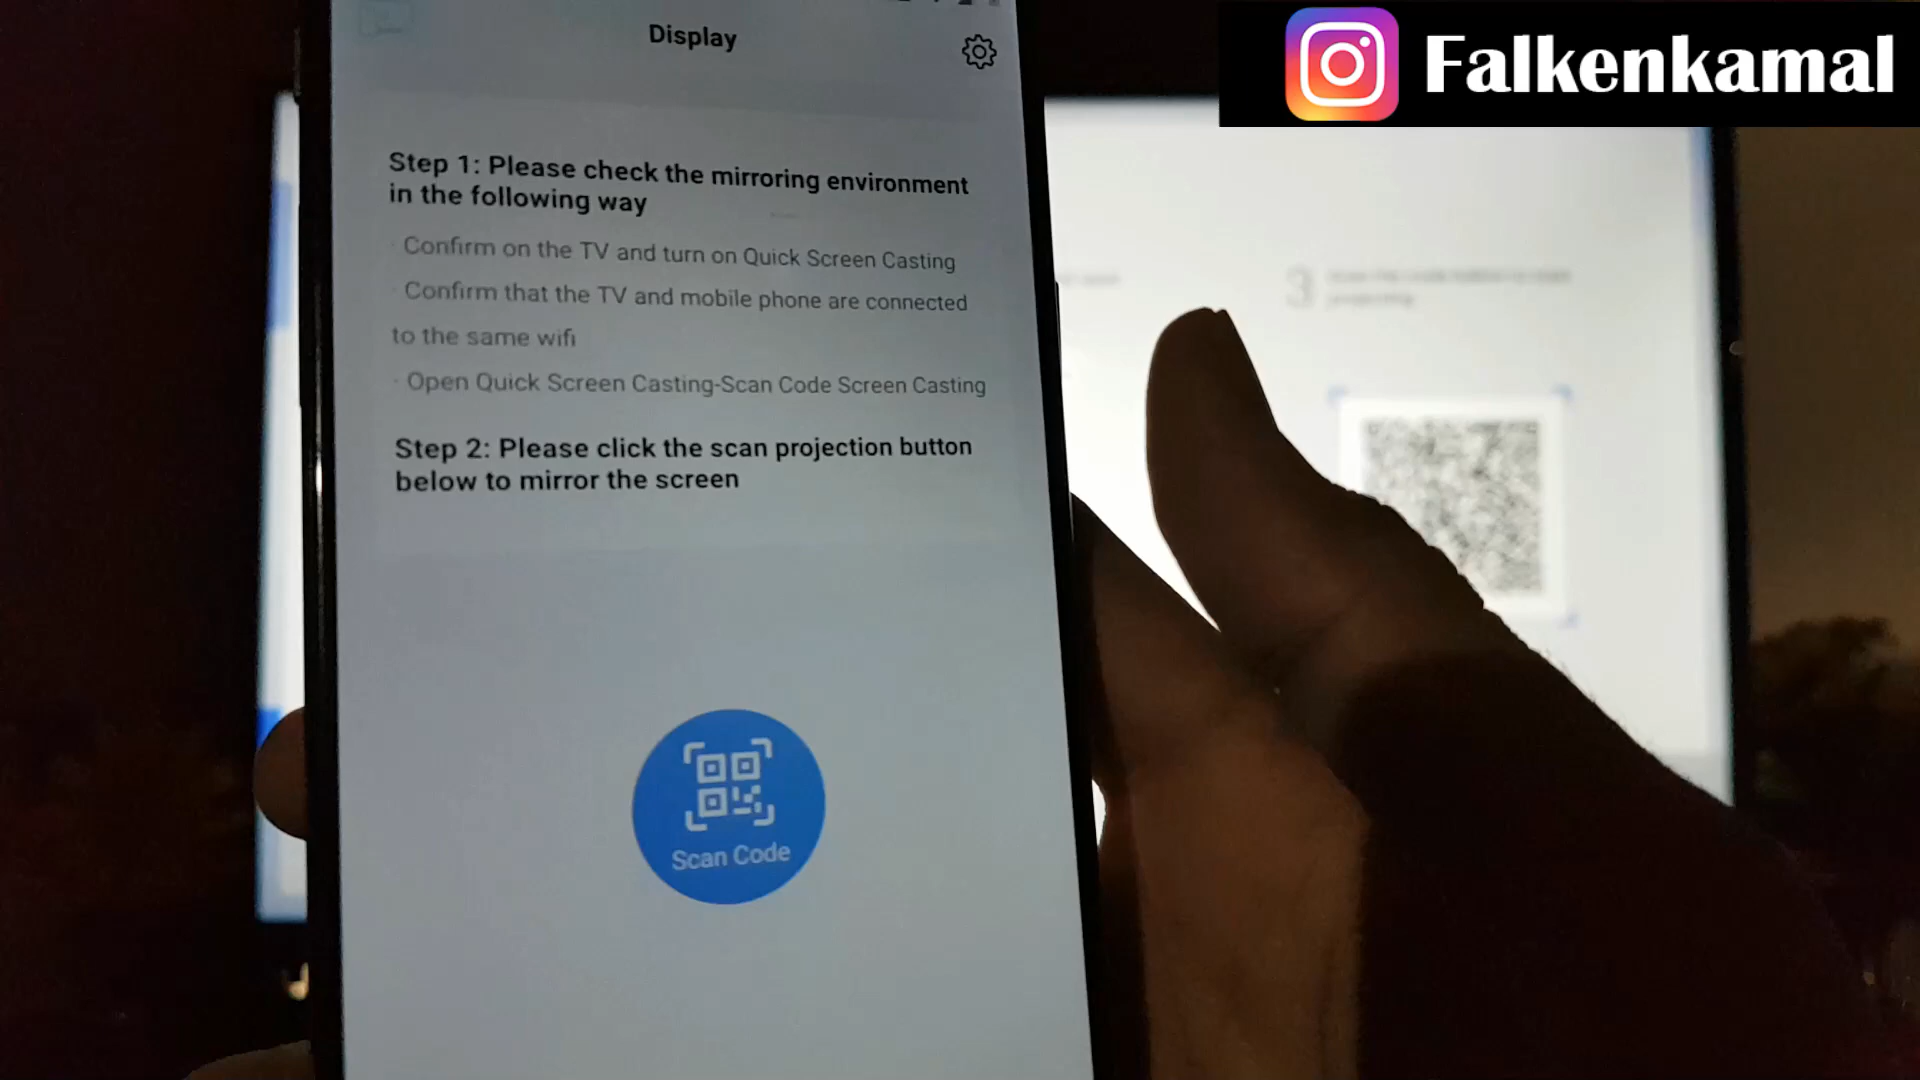 Falkenkamal
Display
Step 1: Please check the mirroring environment
in the following way
· Confirm on the TV and turn on Quick Screen Casting
· Confirm that the TV and mobile phone are connected
to the same wifi
· Open Quick Screen Casting-Scan Code Screen Casting
Step 2: Please click the scan projection button
below to mirror the screen
Scan Code
3